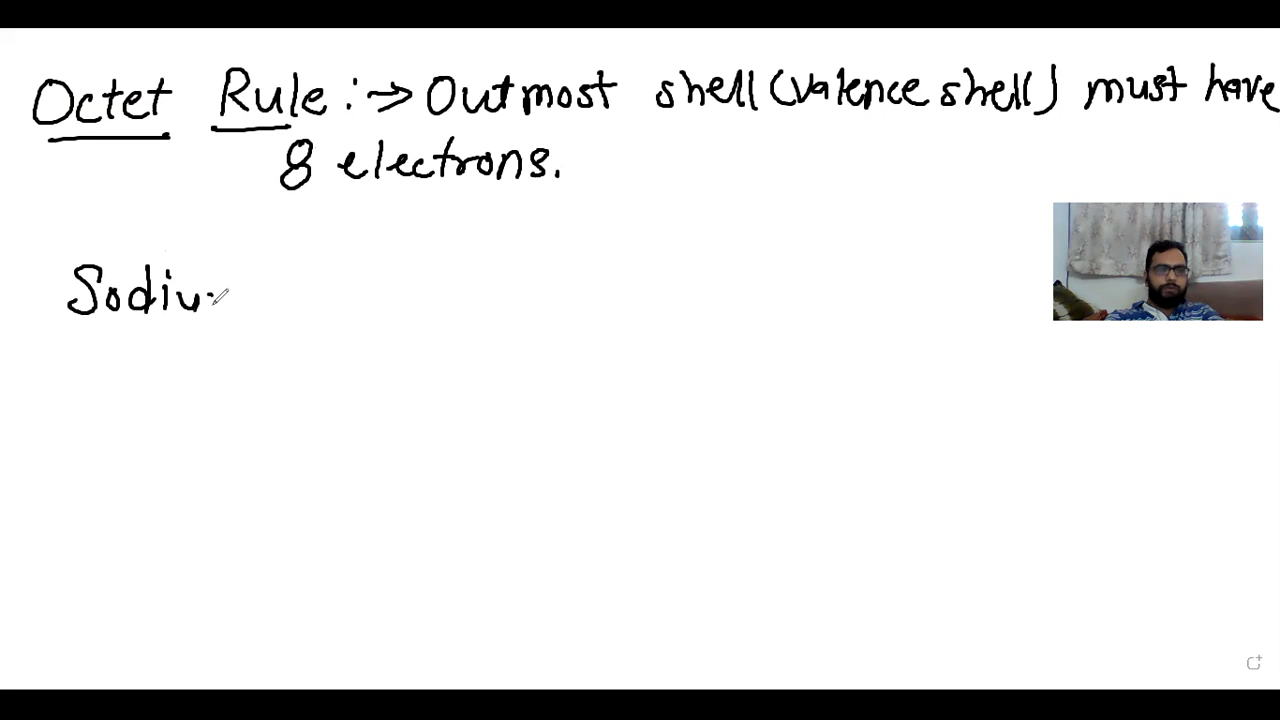 Octet Rule :→ Outmost shell (valence shell) must have
8 electrons.
Sodiu